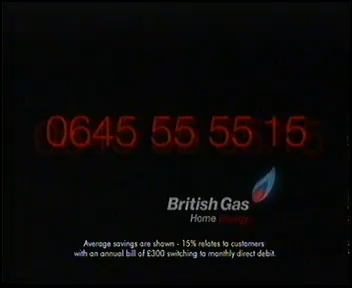 0645 55 55 15
British Gas
Home Energy
Average savings are shown - 15% relates to customers
with an annual bill of £300 switching to monthly direct debit.